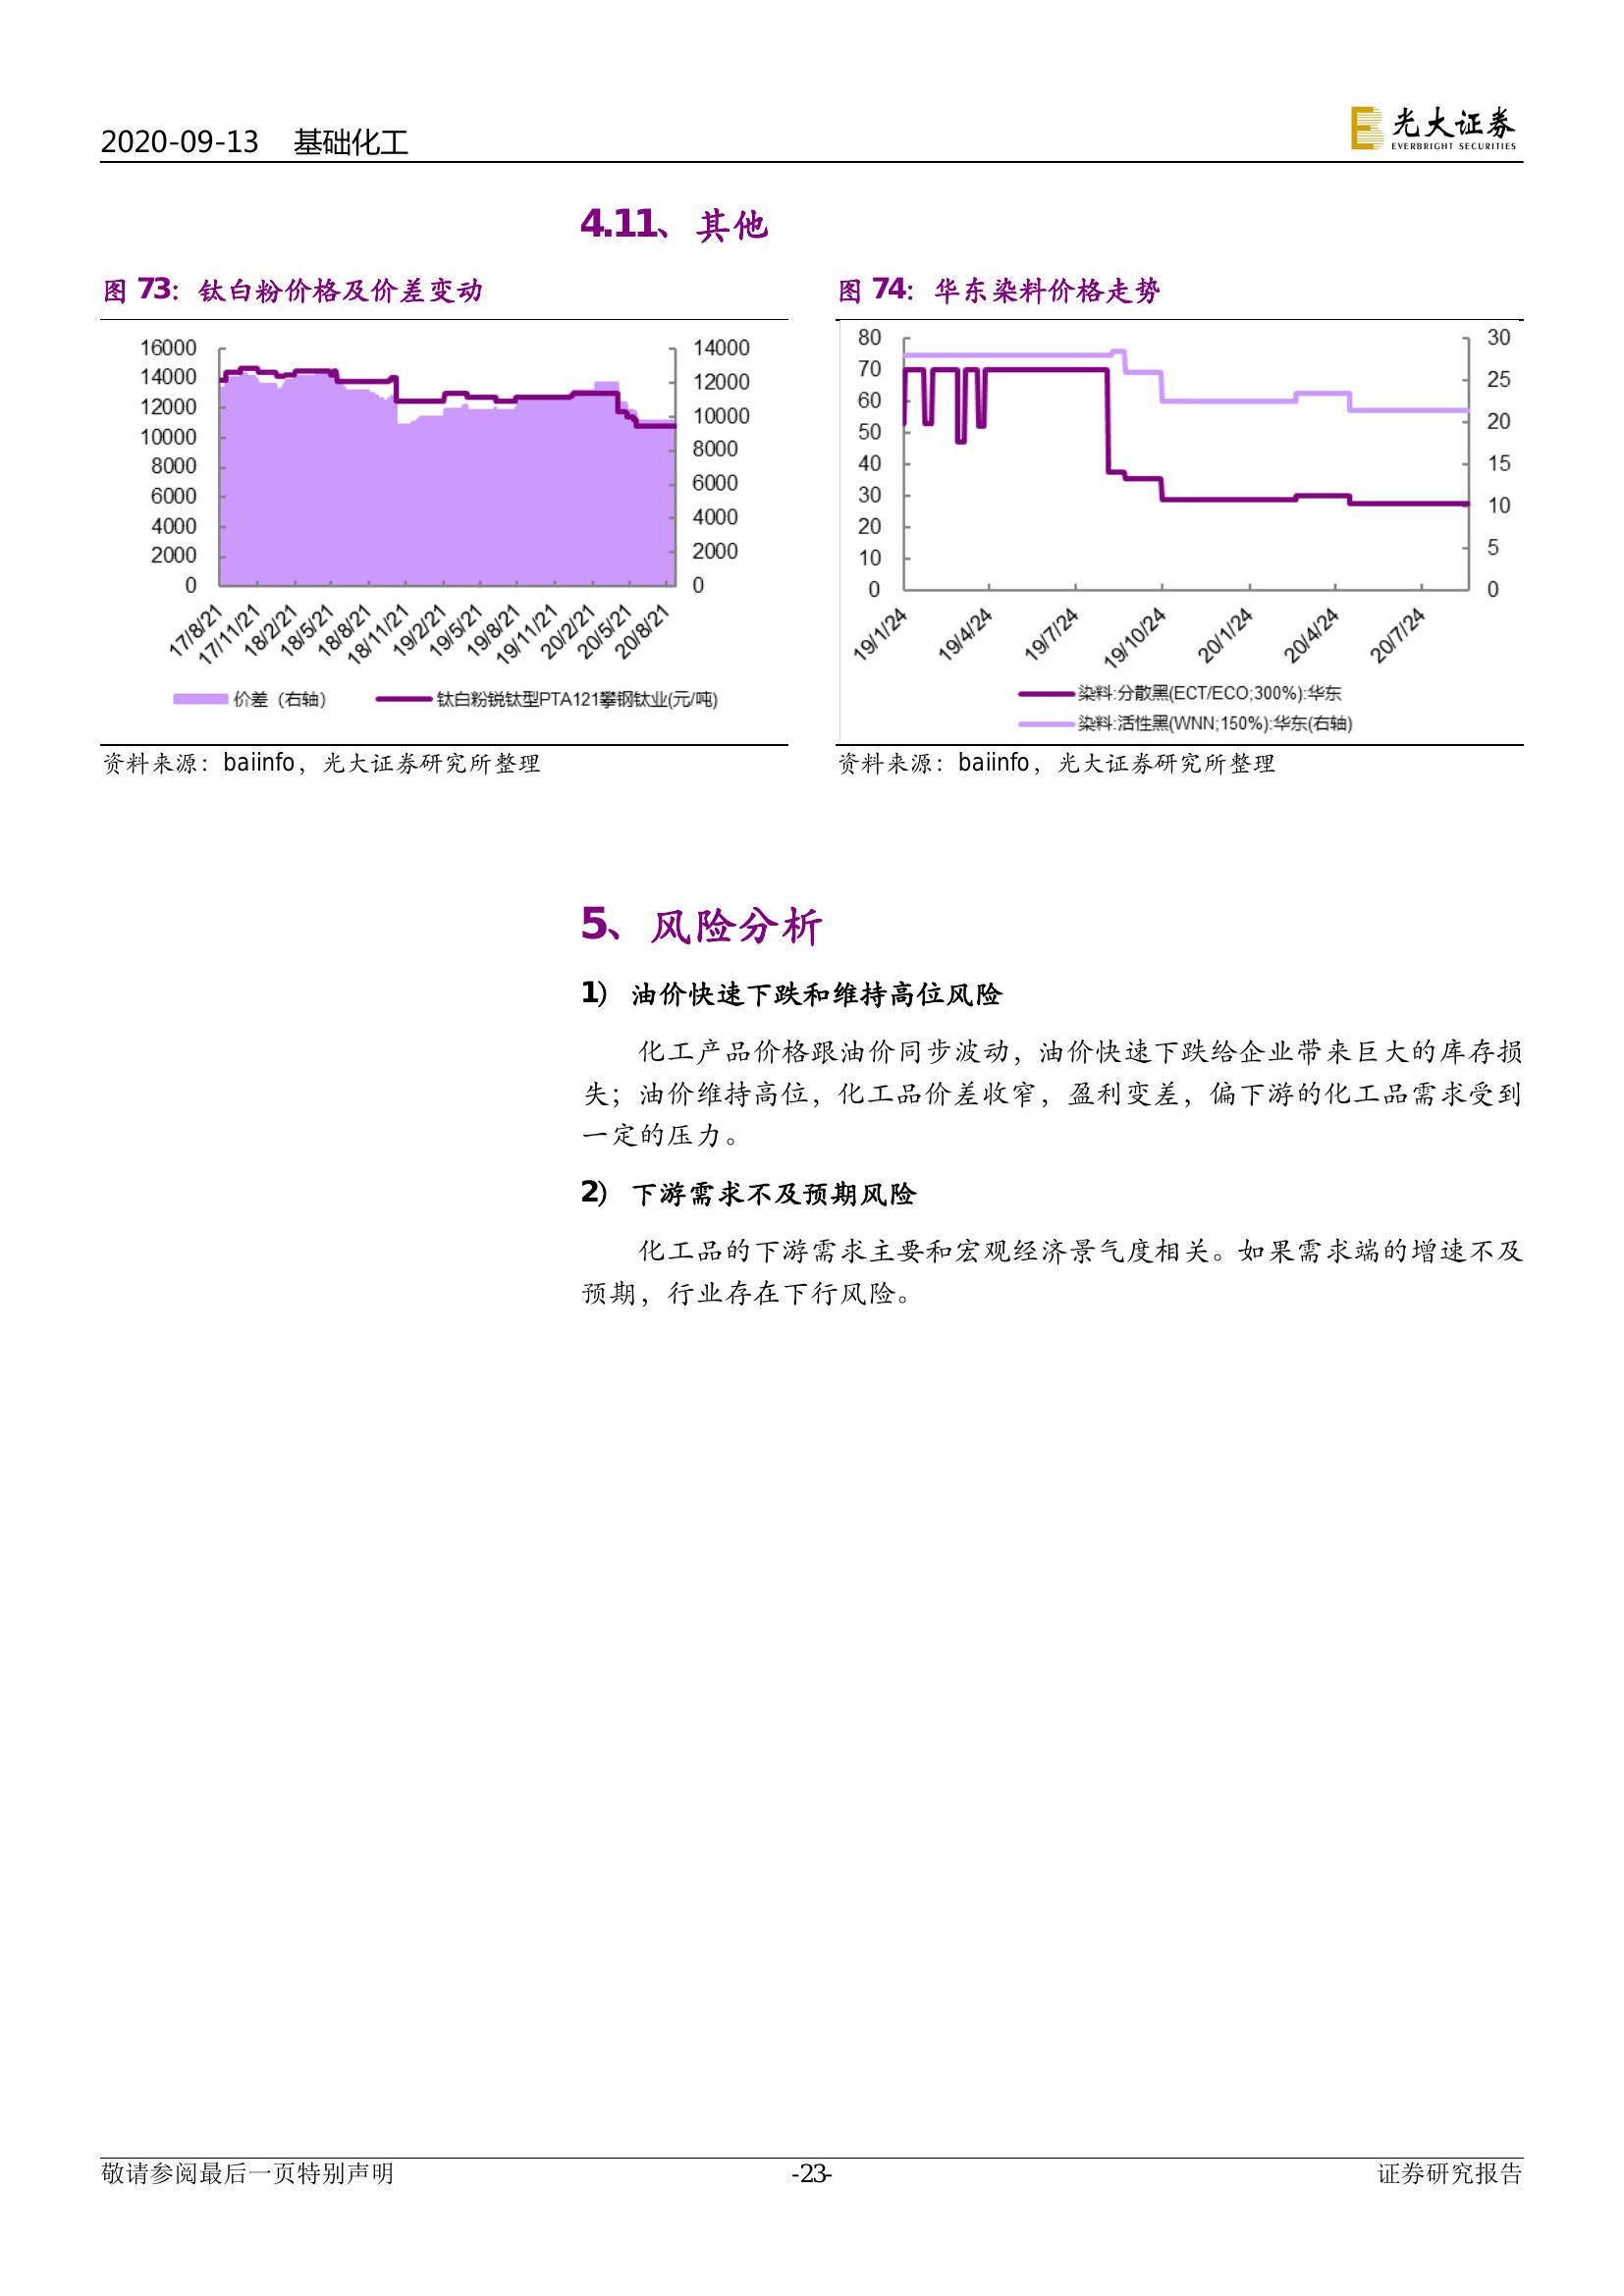 2020-09-13 基础化工
光大证券
EVERBRIGHT SECURITIES
4.11、其他
图 73：钛白粉价格及价差变动
16000
14000
12000
10000
8000
6000
4000
2000
0
14000
12000
10000
8000
6000
4000
2000
0
17/8/21
17/11/21
18/2/21
18/5/21
18/8/21
18/11/21
19/2/21
19/5/21
19/8/21
19/11/21
20/2/21
20/5/21
20/8/21
价差（右轴）
钛白粉锐钛型PTA121攀钢钛业(元/吨)
资料来源：baiinfo，光大证券研究所整理
图 74：华东染料价格走势
80
70
60
50
40
30
20
10
0
30
25
20
15
10
5
0
19/1/24
19/4/24
19/7/24
19/10/24
20/1/24
20/4/24
20/7/24
染料:分散黑(ECT/ECO;300%):华东
染料:活性黑(WNN;150%):华东(右轴)
资料来源：baiinfo，光大证券研究所整理
5、风险分析
1) 油价快速下跌和维持高位风险
化工产品价格跟油价同步波动，油价快速下跌给企业带来巨大的库存损
失；油价维持高位，化工品价差收窄，盈利变差，偏下游的化工品需求受到
一定的压力。
2) 下游需求不及预期风险
化工品的下游需求主要和宏观经济景气度相关。如果需求端的增速不及
预期，行业存在下行风险。
敬请参阅最后一页特别声明
-23-
证券研究报告